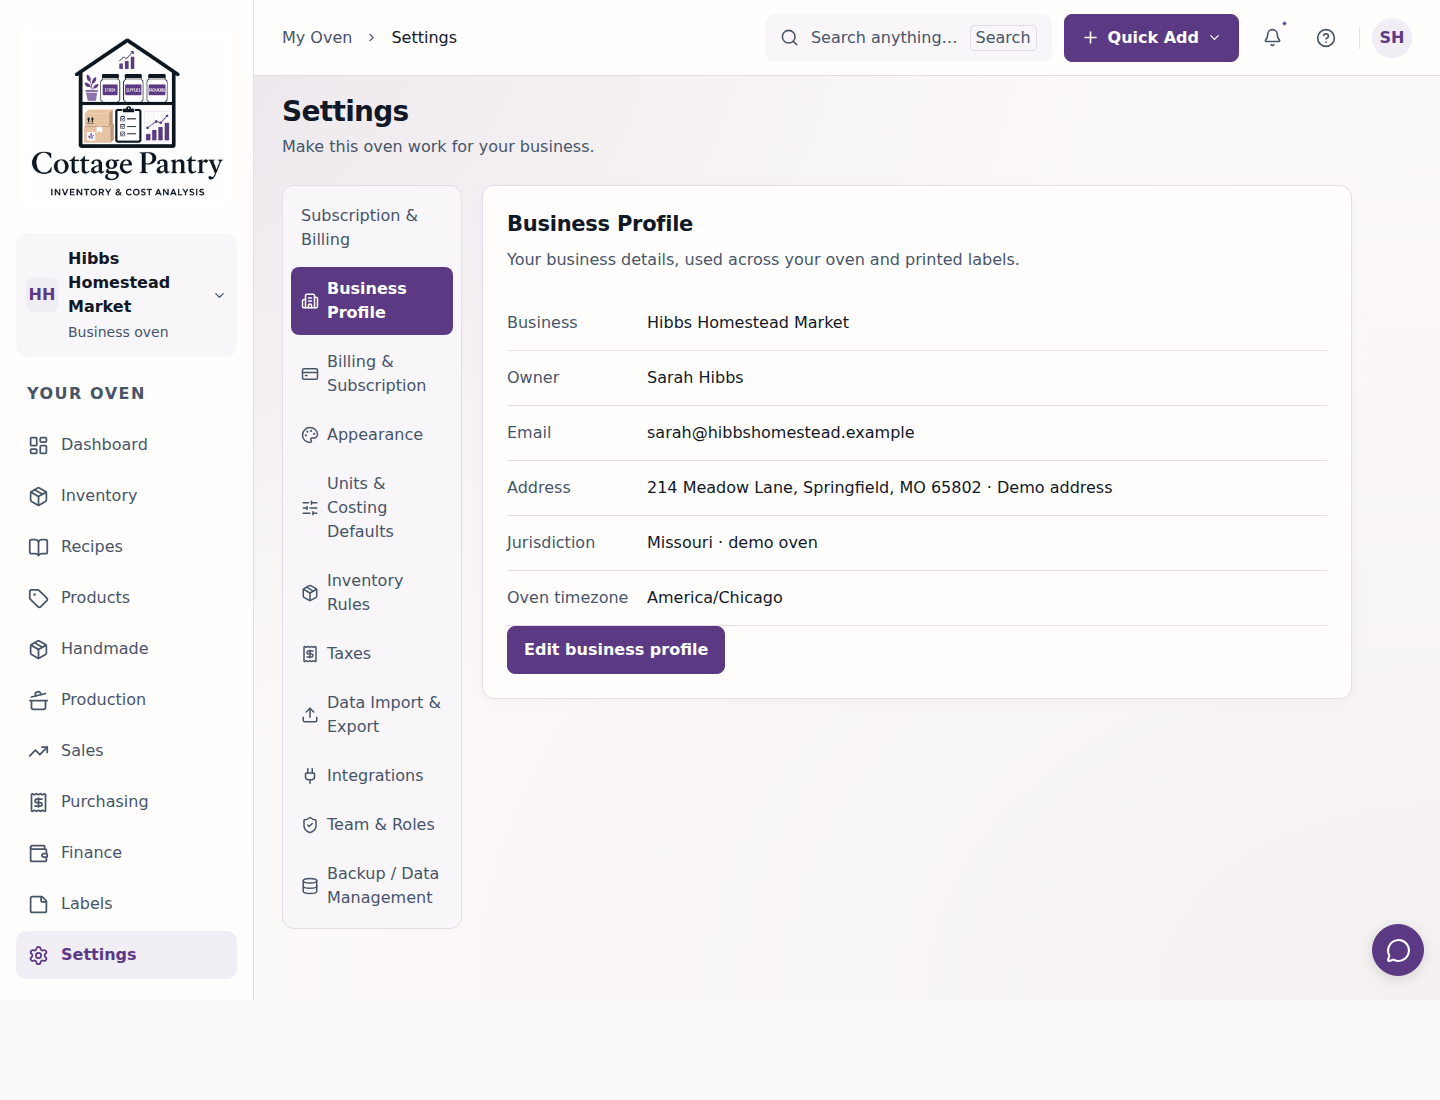 Cottage Pantry
INVENTORY & COST ANALYSIS
HH
Hibbs
Homestead
Market
Business oven
YOUR OVEN
Dashboard
Inventory
Recipes
Products
Handmade
Production
Sales
Purchasing
Finance
Labels
Settings
My Oven
Settings
Search anything...
Search
Quick Add
SH
Settings
Make this oven work for your business.
Subscription &
Billing
Business
Profile
Billing &
Subscription
Appearance
Units &
Costing
Defaults
Inventory
Rules
Taxes
Data Import &
Export
Integrations
Team & Roles
Backup / Data
Management
Business Profile
Your business details, used across your oven and printed labels.
Business Hibbs Homestead Market
Owner Sarah Hibbs
Email sarah@hibbshomestead.example
Address 214 Meadow Lane, Springfield, MO 65802 · Demo address
Jurisdiction Missouri · demo oven
Oven timezone America/Chicago
Edit business profile